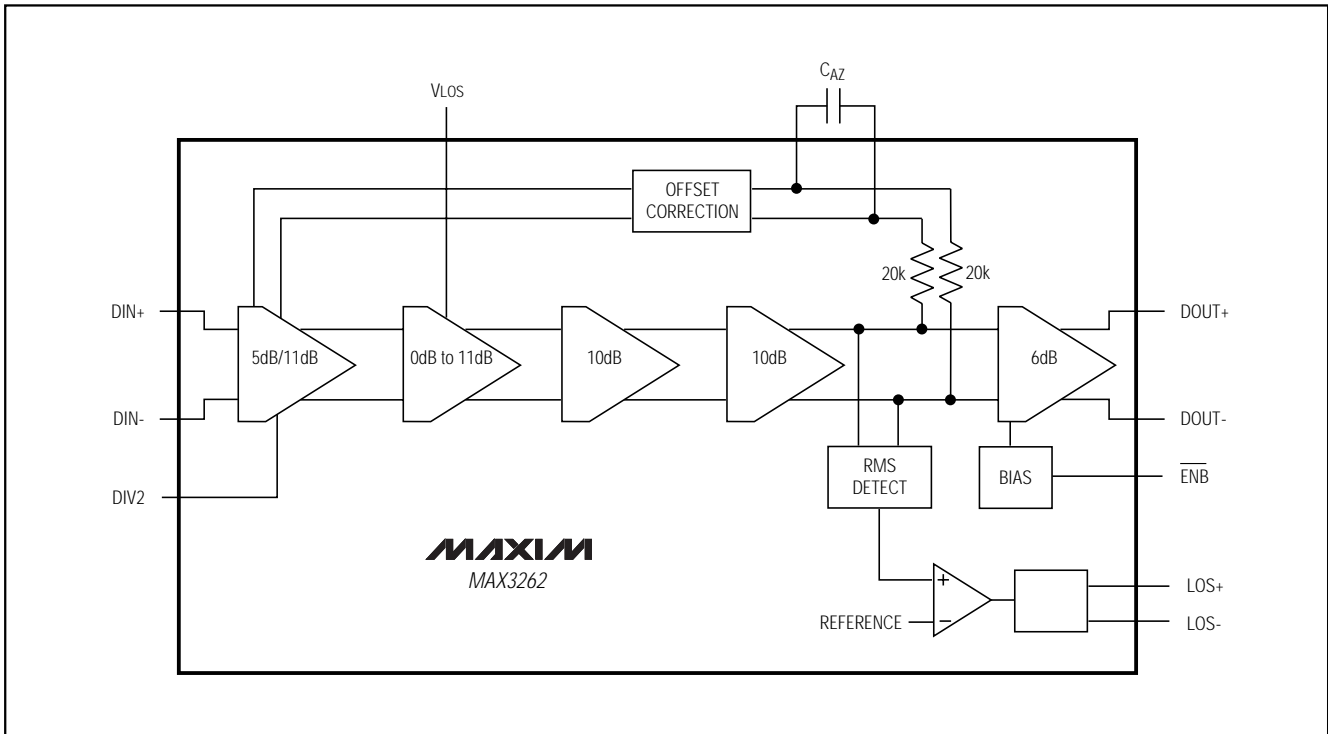 C_AZ
VLOS
OFFSET
CORRECTION
20k
20k
DIN+
DOUT+
5dB/11dB
0dB to 11dB
10dB
10dB
6dB
DIN-
DOUT-
RMS
DETECT
BIAS
ENB
DIV2
MAXIM
MAX3262
+
LOS+
REFERENCE
−
LOS-